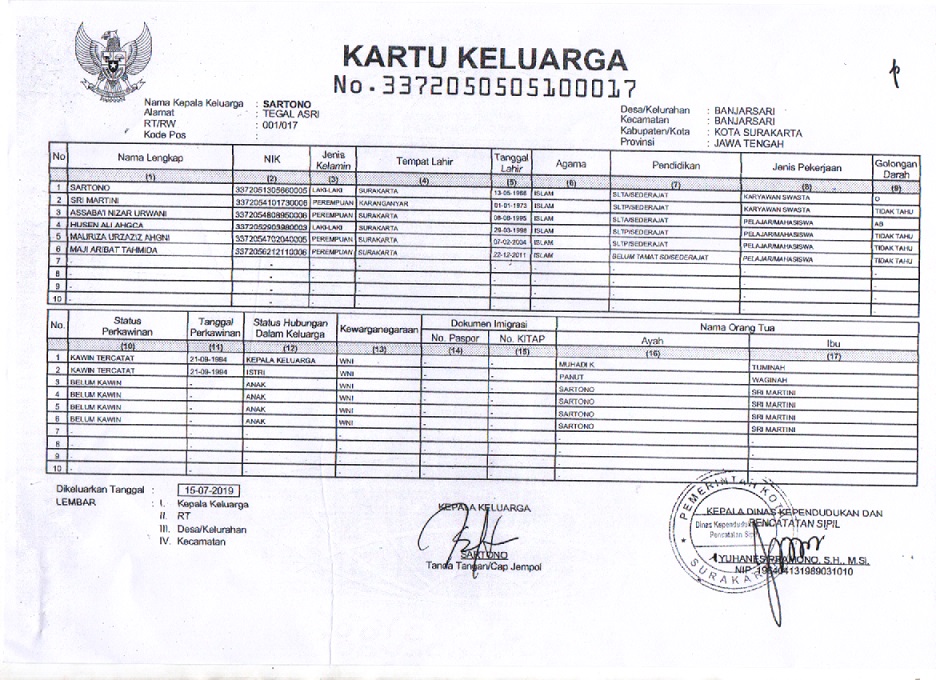 KARTU KELUARGA
No.3372050505100017
Nama Kepala Keluarga : SARTONO
Alamat : TEGAL ASRI
RT/RW : 001/017
Kode Pos :
Desa/Kelurahan : BANJARSARI
Kecamatan : BANJARSARI
Kabupaten/Kota : KOTA SURAKARTA
Provinsi : JAWA TENGAH
No Nama Lengkap NIK Jenis Kelamin Tempat Lahir Tanggal Lahir Agama Pendidikan Jenis Pekerjaan Golongan Darah
(1) (2) (3) (4) (5) (6) (7) (8) (9)
1 SARTONO 3372051305660005 LAKI-LAKI SURAKARTA 13-05-1966 ISLAM SLTA/SEDERAJAT KARYAWAN SWASTA O
2 SRI MARTINI 3372054101730006 PEREMPUAN KARANGANYAR 01-01-1973 ISLAM SLTP/SEDERAJAT KARYAWAN SWASTA TIDAK TAHU
3 ASSABA'I NIZAR URWANI 3372054808950006 PEREMPUAN SURAKARTA 08-08-1995 ISLAM SLTA/SEDERAJAT PELAJAR/MAHASISWA AB
4 HUSEN ALI AHGCA 3372052903980003 LAKI-LAKI SURAKARTA 29-03-1998 ISLAM SLTP/SEDERAJAT PELAJAR/MAHASISWA TIDAK TAHU
5 MAURIZA URZAZIZ AHGNI 3372054702040005 PEREMPUAN SURAKARTA 07-02-2004 ISLAM SLTP/SEDERAJAT PELAJAR/MAHASISWA TIDAK TAHU
6 MAJI ARIBAT TAHMIDA 3372056212110306 PEREMPUAN SURAKARTA 22-12-2011 ISLAM BELUM TAMAT SD/SEDERAJAT PELAJAR/MAHASISWA TIDAK TAHU
7 - - - - - - - -
8 - - - - - - - -
9 - - - - - - - -
10 - - - - - - - -
No. Status Perkawinan Tanggal Perkawinan Status Hubungan Dalam Keluarga Kewarganegaraan Dokumen Imigrasi Nama Orang Tua
No. Paspor No. KITAP Ayah Ibu
(10) (11) (12) (13) (14) (15) (16) (17)
1 KAWIN TERCATAT 21-09-1994 KEPALA KELUARGA WNI - - MUHADI K TUMINAH
2 KAWIN TERCATAT 21-09-1994 ISTRI WNI - - PANUT WAGINAH
3 BELUM KAWIN - ANAK WNI - - SARTONO SRI MARTINI
4 BELUM KAWIN - ANAK WNI - - SARTONO SRI MARTINI
5 BELUM KAWIN - ANAK WNI - - SARTONO SRI MARTINI
6 BELUM KAWIN - ANAK WNI - - SARTONO SRI MARTINI
7 - - - - - - - -
8 - - - - - - - -
9 - - - - - - - -
10 - - - - - - - -
Dikeluarkan Tanggal : 15-07-2019
LEMBAR : I. Kepala Keluarga
II. RT
III. Desa/Kelurahan
IV. Kecamatan
KEPALA KELUARGA
SARTONO
Tanda Tangan/Cap Jempol
PEMERINTAH KOTA
KEPALA DINAS KEPENDUDUKAN DAN
PENCATATAN SIPIL
Pencatatan
YUHANES PRAMONO, S.H., M.Si.
SURAKARTA